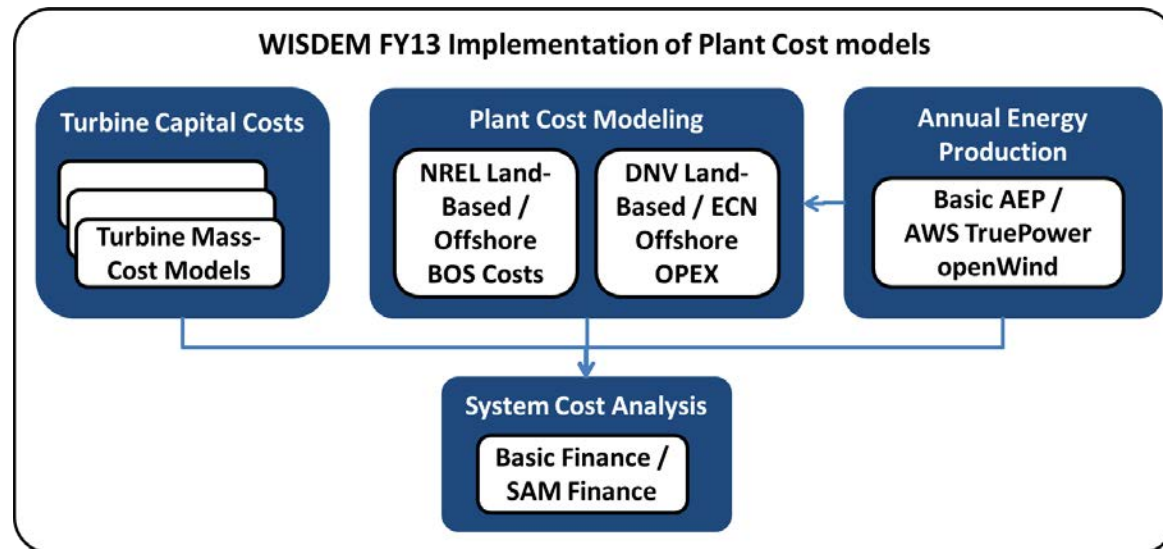 WISDEM FY13 Implementation of Plant Cost models
Turbine Capital Costs
Turbine Mass-
Cost Models
Plant Cost Modeling
NREL Land-
Based /
Offshore
BOS Costs
DNV Land-
Based / ECN
Offshore
OPEX
Annual Energy
Production
Basic AEP /
AWS TruePower
openWind
System Cost Analysis
Basic Finance /
SAM Finance